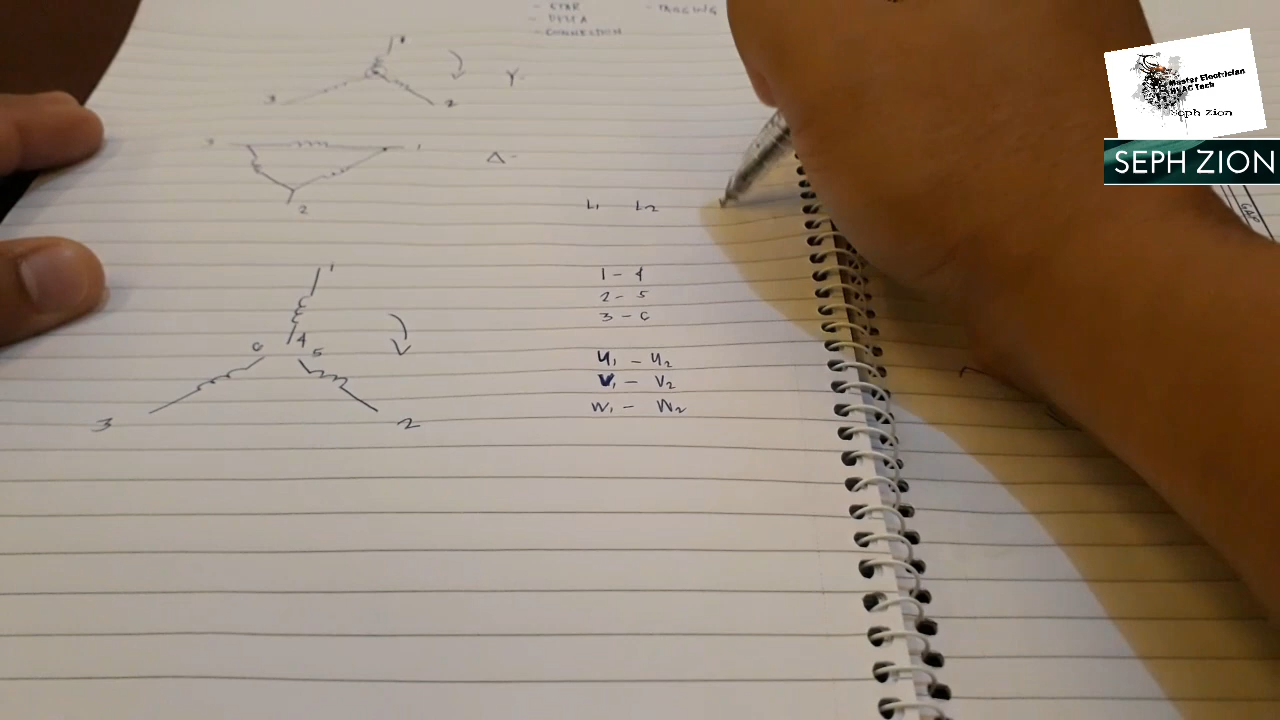 - STAR
- DELTA
- CONNECTION
1
3
2
Y-
3
1
2
Δ-
L1 L2
1 - 4
2 - 5
3 - 6
U1 - U2
V1 - V2
W1 - W2
1
4
6
5
3
2
Master Electrician
HVAC Tech
Seph Zion
SEPH ZION